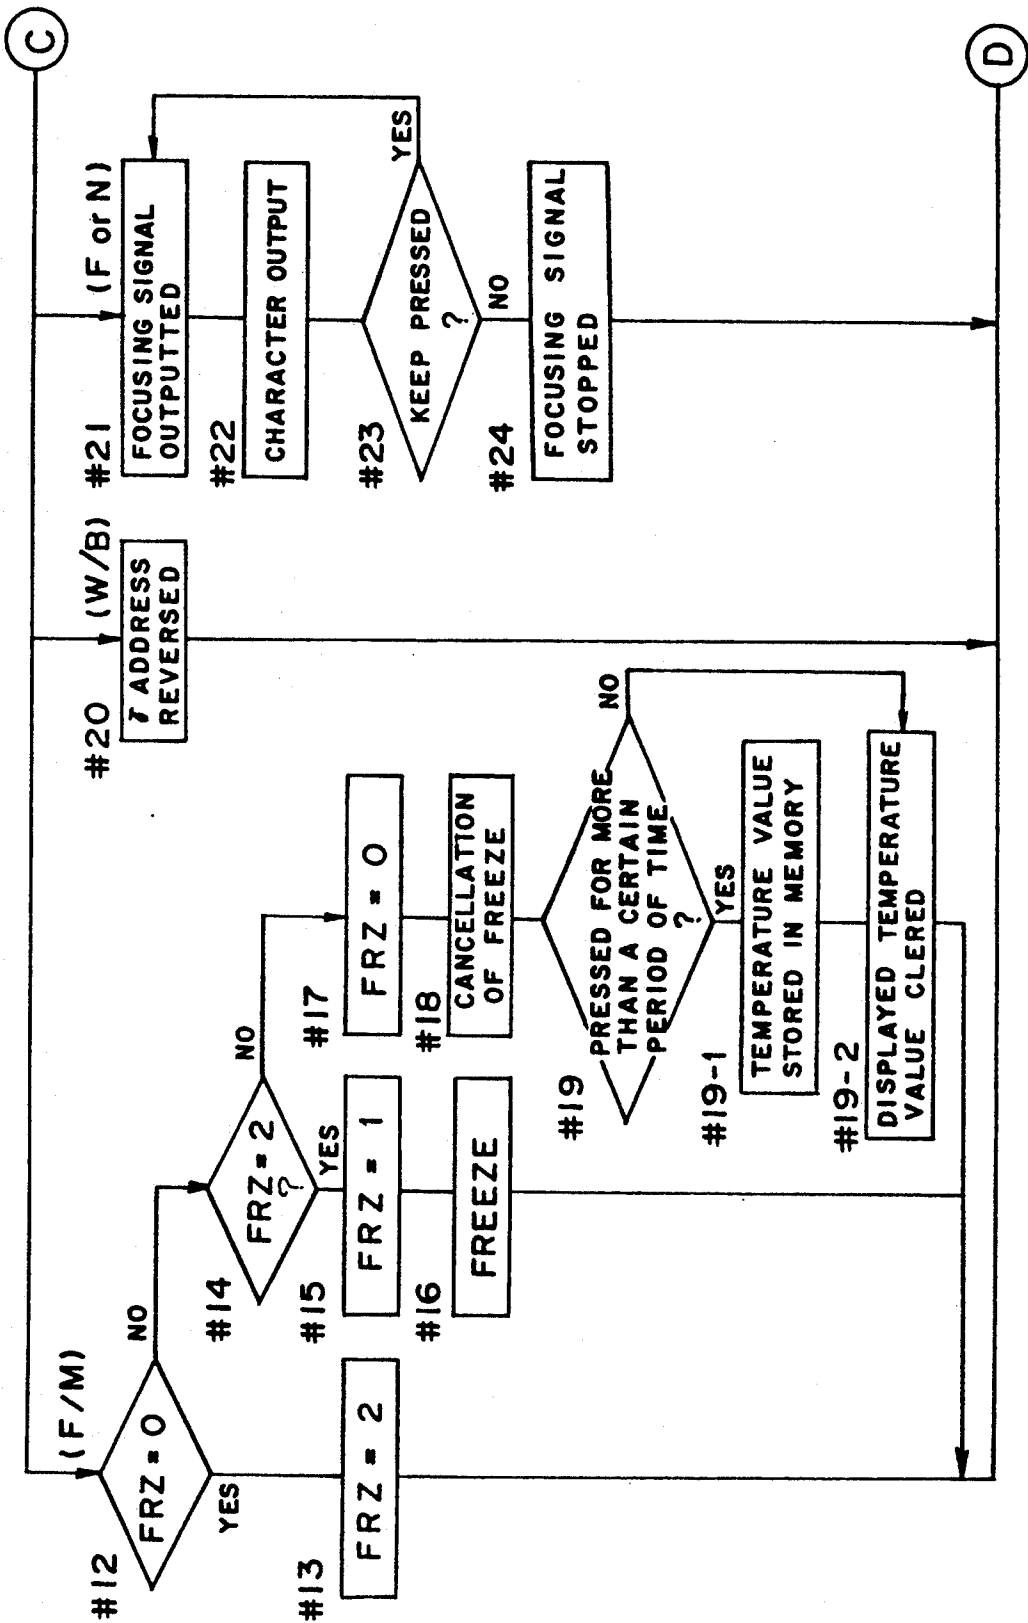 C
(F/M)
#12
FRZ = 0
NO
YES
#13
FRZ = 2
#14
FRZ = 2
?
NO
YES
#15
FRZ = 1
#16
FREEZE
#17
FRZ = 0
#18
CANCELLATION
OF FREEZE
#19
PRESSED FOR MORE
THAN A CERTAIN
PERIOD OF TIME
?
NO
YES
#19-1
TEMPERATURE VALUE
STORED IN MEMORY
#19-2
DISPLAYED TEMPERATURE
VALUE CLERED
#20
(W/B)
γ ADDRESS
REVERSED
#21
(F or N)
FOCUSING SIGNAL
OUTPUTTED
#22
CHARACTER OUTPUT
#23
KEEP PRESSED
?
YES
NO
#24
FOCUSING SIGNAL
STOPPED
D